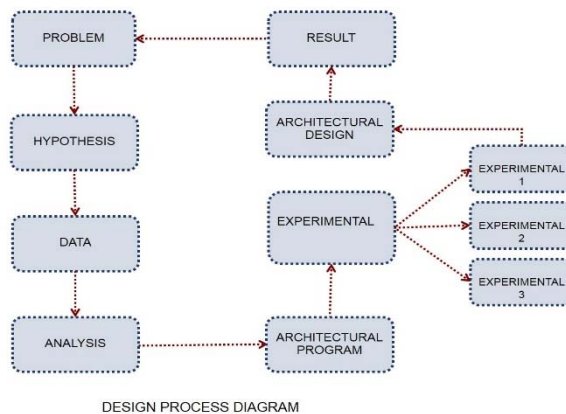 PROBLEM
RESULT
HYPOTHESIS
ARCHITECTURAL
DESIGN
EXPERIMENTAL
1
DATA
EXPERIMENTAL
EXPERIMENTAL
2
EXPERIMENTAL
3
ANALYSIS
ARCHITECTURAL
PROGRAM
DESIGN PROCESS DIAGRAM